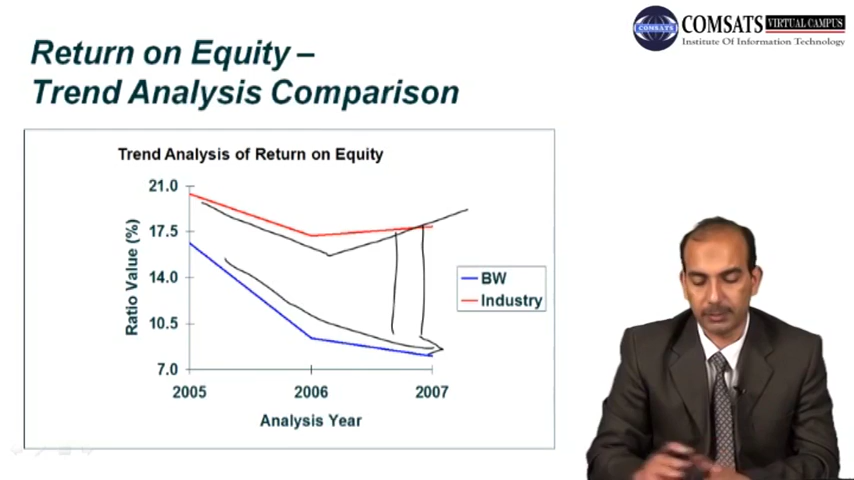 COMSATS VIRTUAL CAMPUS
COMSATS
Institute Of Information Technology
Return on Equity –
Trend Analysis Comparison
Trend Analysis of Return on Equity
21.0
17.5
14.0
10.5
7.0
Ratio Value (%)
2005 2006 2007
Analysis Year
BW
Industry